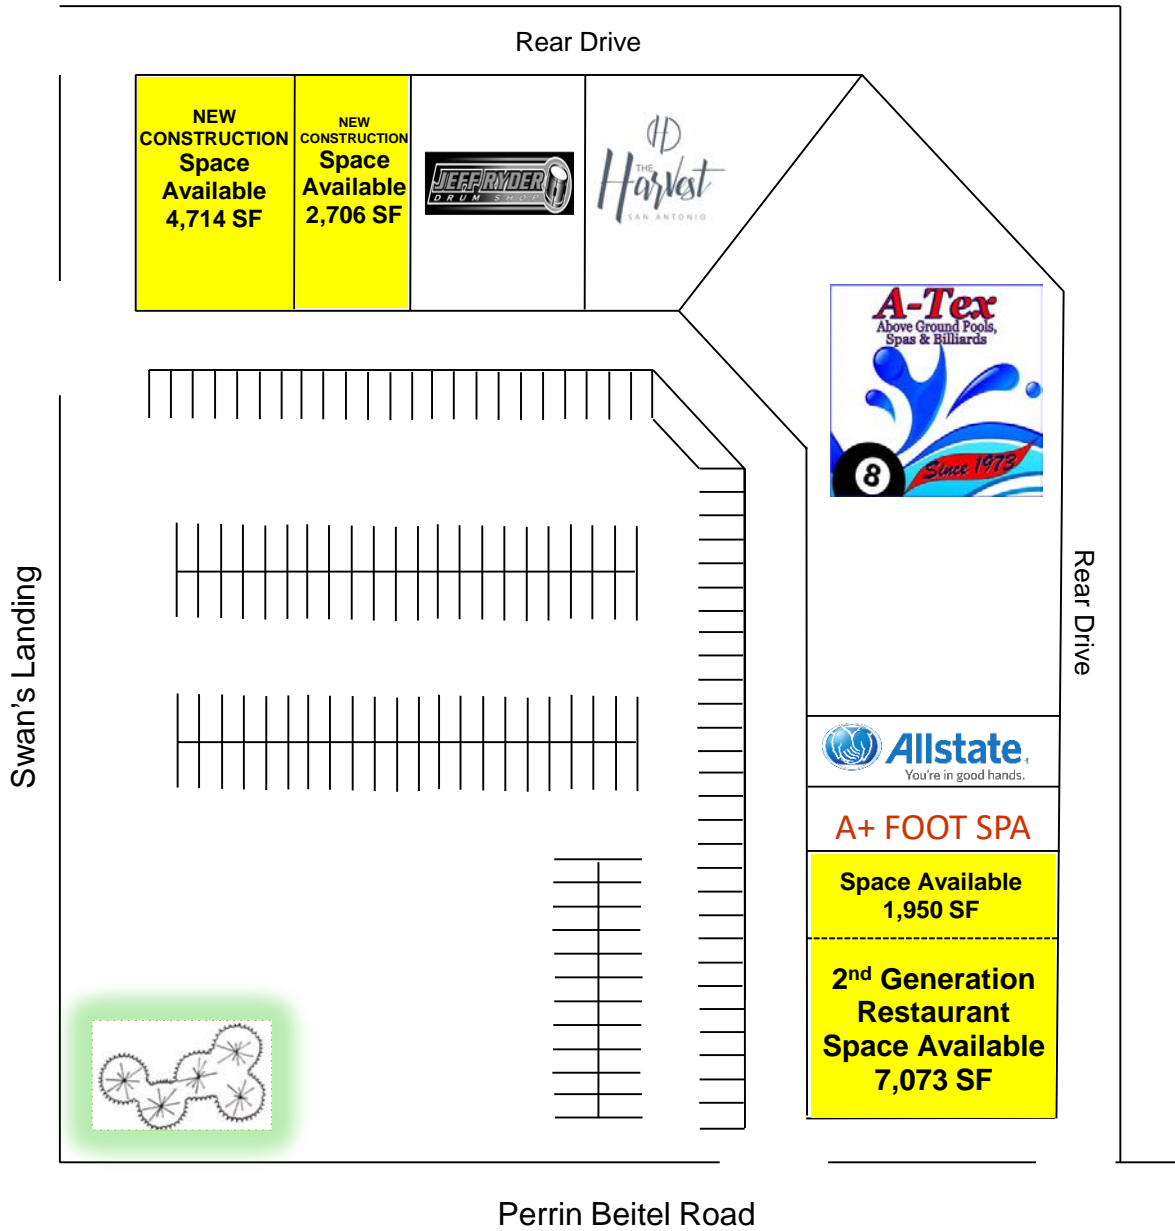 Rear Drive
NEW
CONSTRUCTION
Space
Available
4,714 SF
NEW
CONSTRUCTION
Space
Available
2,706 SF
JEFF RYDER
DRUM SHOP
THE
Harvest
SAN ANTONIO
A-Tex
Above Ground Pools,
Spas & Billiards
8
Since 1973
Rear Drive
Swan's Landing
Allstate
You're in good hands.
A+ FOOT SPA
Space Available
1,950 SF
2nd Generation
Restaurant
Space Available
7,073 SF
Perrin Beitel Road